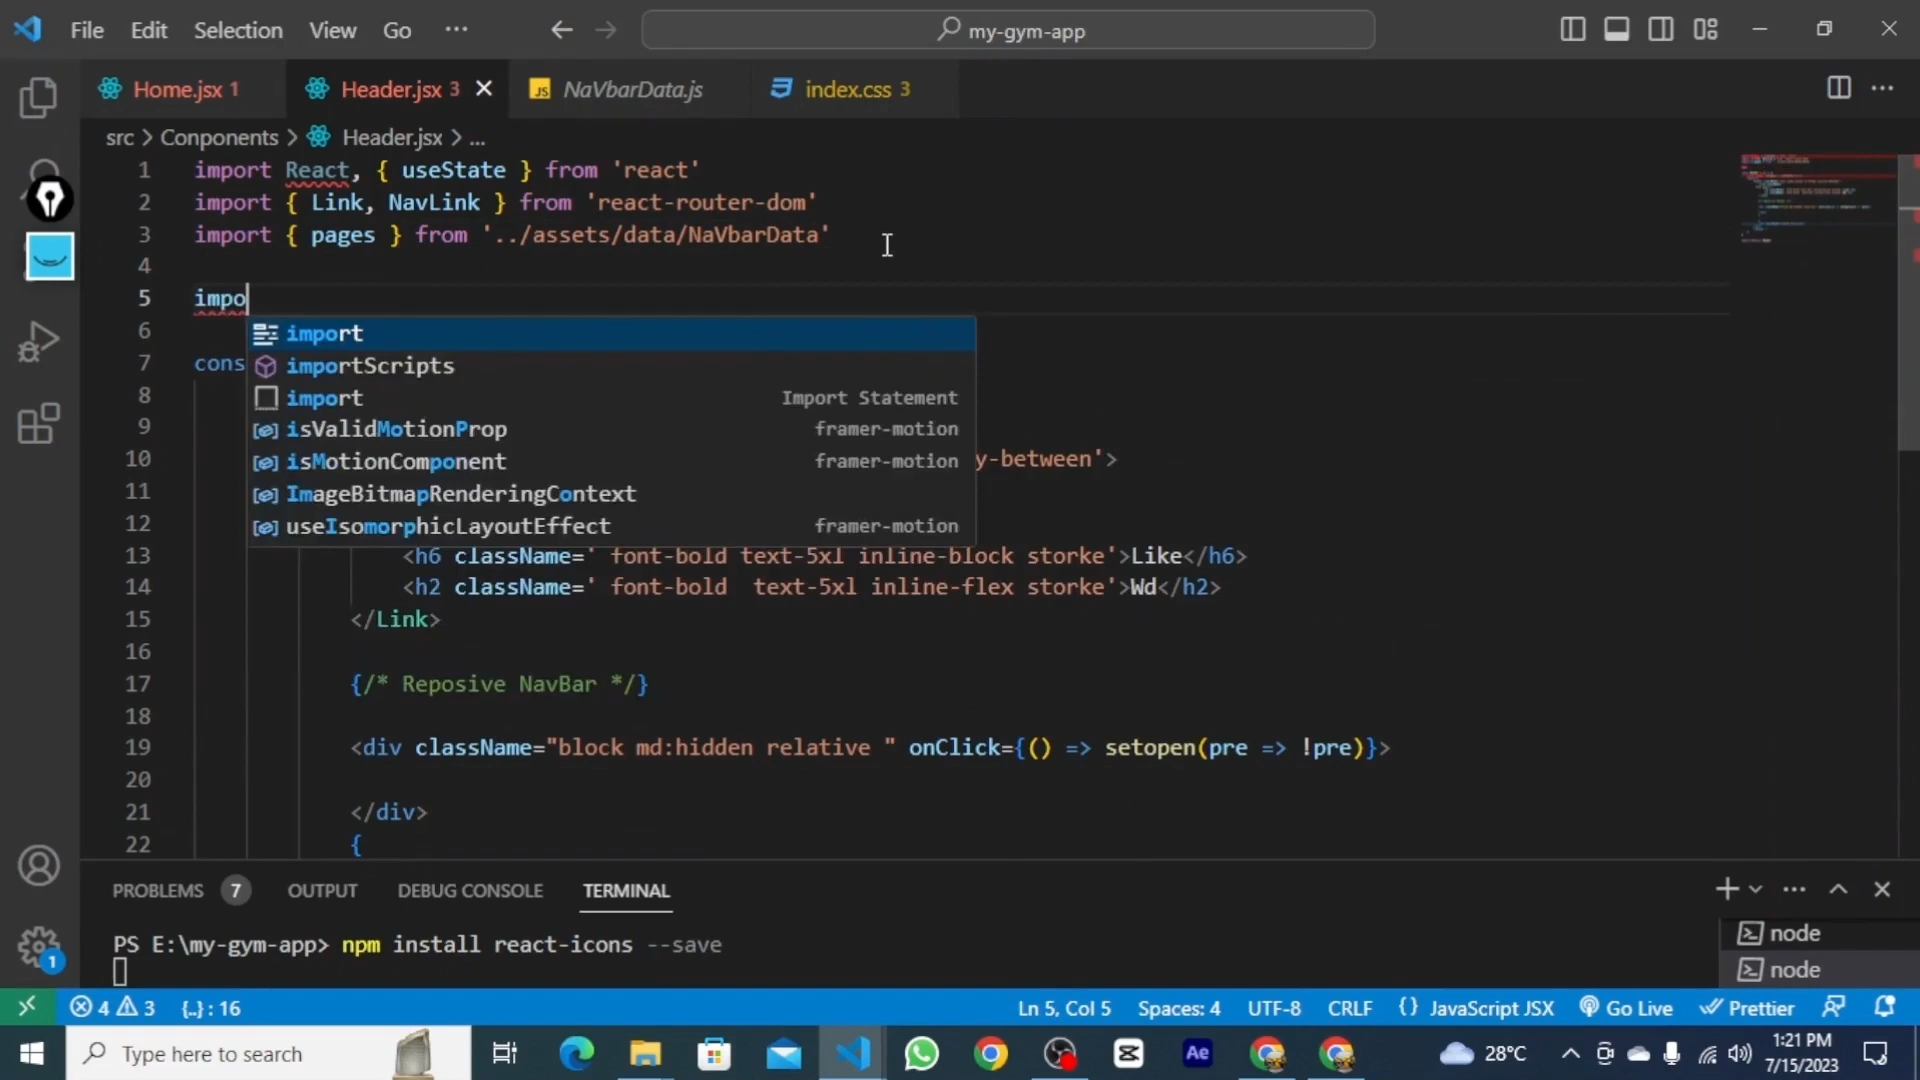 File Edit Selection View Go ···
my-gym-app
Home.jsx 1
Header.jsx 3
NaVbarData.js
index.css 3
src > Conponents > Header.jsx > ...
1 import React, { useState } from 'react'
2 import { Link, NavLink } from 'react-router-dom'
3 import { pages } from '../assets/data/NaVbarData'
4
5 impo
6 import
7 cons importScripts
8 import Import Statement
9 isValidMotionProp framer-motion
10 isMotionComponent framer-motion y-between'>
11 ImageBitmapRenderingContext
12 useIsomorphicLayoutEffect framer-motion
13 <h6 className=' font-bold text-5xl inline-block storke'>Like</h6>
14 <h2 className=' font-bold  text-5xl inline-flex storke'>Wd</h2>
15 </Link>
16
17 {/* Reposive NavBar */}
18
19 <div className="block md:hidden relative " onClick={() => setopen(pre => !pre)}>
20
21 </div>
22 {
PROBLEMS 7 OUTPUT DEBUG CONSOLE TERMINAL
PS E:\my-gym-app> npm install react-icons --save
node
node
1
4 3 {..} : 16 Ln 5, Col 5 Spaces: 4 UTF-8 CRLF {} JavaScript JSX Go Live Prettier
Type here to search
Ae
28°C
1:21 PM
7/15/2023